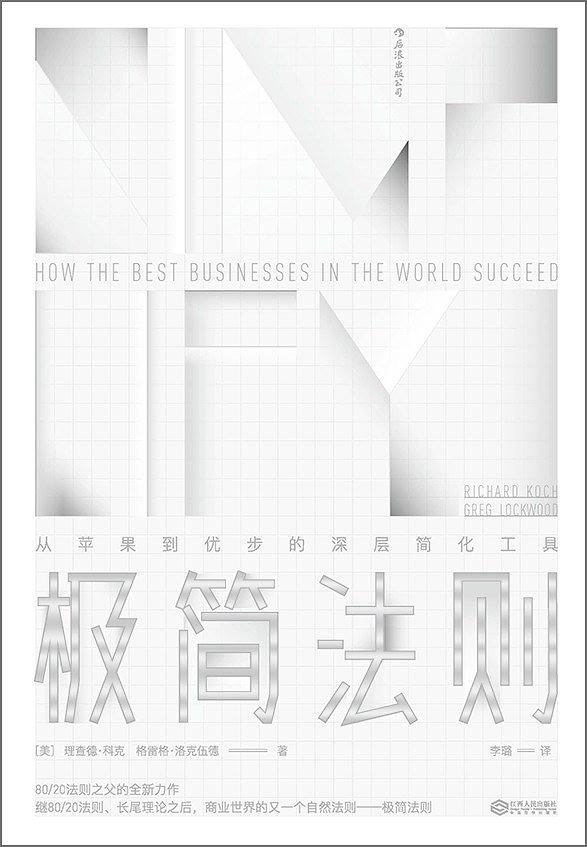 后浪出版公司
HOW THE BEST BUSINESSES IN THE WORLD SUCCEED
RICHARD KOCH
GREG LOCKWOOD
从苹果到优步的深层简化工具
极简法则
[美] 理查德·科克 格雷格·洛克伍德 —— 著
李璐 — 译
80/20法则之父的全新力作
继80/20法则、长尾理论之后，商业世界的又一个自然法则——极简法则
江西人民出版社